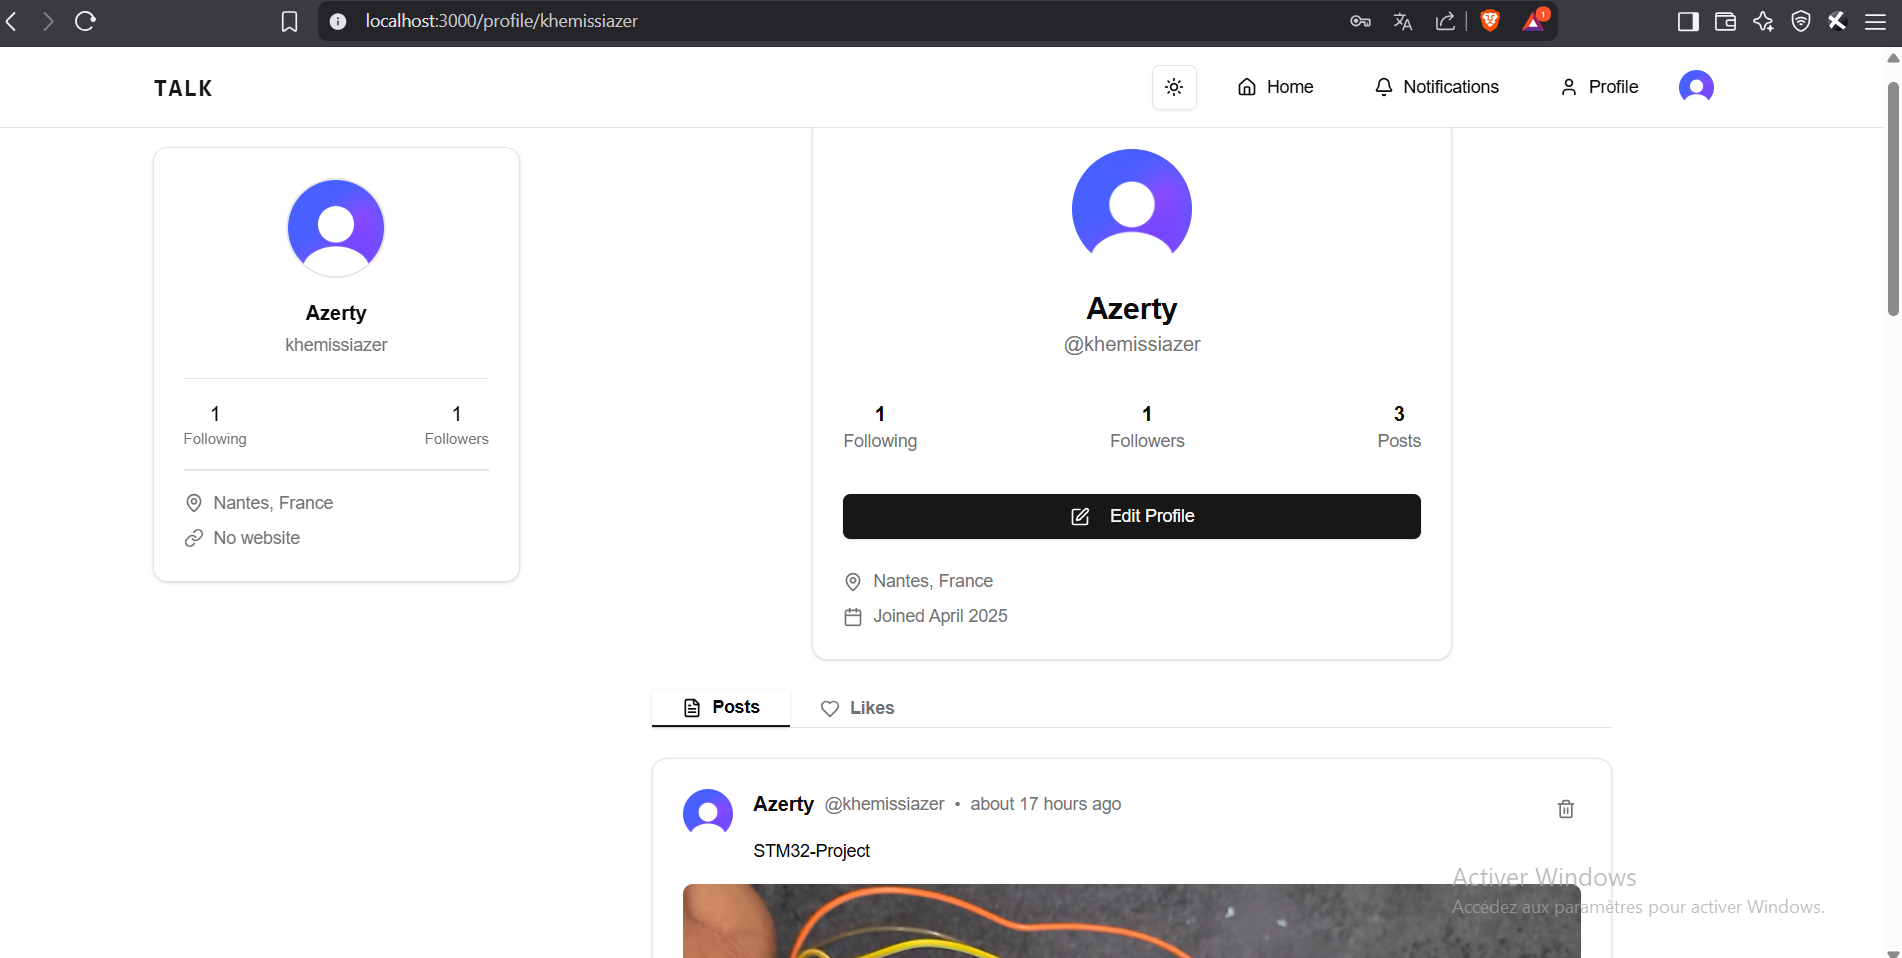 localhost:3000/profile/khemissiazer
1
TALK
Home
Notifications
Profile
Azerty
khemissiazer
1
Following
1
Followers
Nantes, France
No website
Azerty
@khemissiazer
1
Following
1
Followers
3
Posts
Edit Profile
Nantes, France
Joined April 2025
Posts
Likes
Azerty @khemissiazer • about 17 hours ago
STM32-Project
Activer Windows
Accédez aux paramètres pour activer Windows.